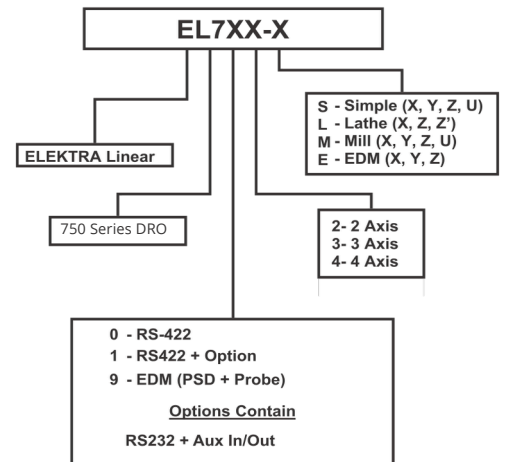 EL7XX-X
S - Simple (X, Y, Z, U)
L - Lathe (X, Z, Z’)
M - Mill (X, Y, Z, U)
E - EDM (X, Y, Z)
ELEKTRA Linear
750 Series DRO
2- 2 Axis
3- 3 Axis
4- 4 Axis
0 - RS-422
1 - RS422 + Option
9 - EDM (PSD + Probe)
Options Contain
RS232 + Aux In/Out